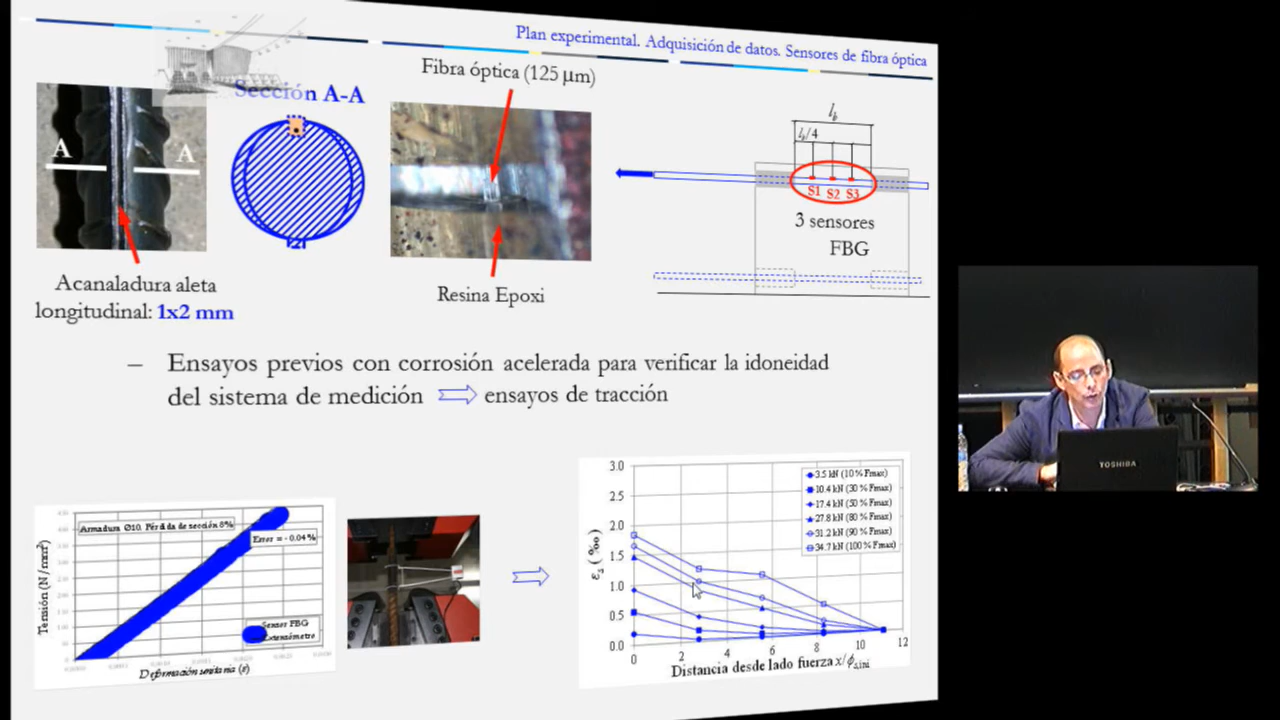 Plan experimental. Adquisición de datos. Sensores de fibra óptica
Sección A-A
Fibra óptica (125 µm)
A
A
Resina Epoxi
Acanaladura aleta
longitudinal: 1x2 mm
lb
lb/4
S1 S2 S3
3 sensores
FBG
– Ensayos previos con corrosión acelerada para verificar la idoneidad
del sistema de medición ensayos de tracción
Armadura Ø10. Pérdida de sección 8%
Error = - 0.04%
Sensor FBG
Extensómetro
Tensión (N/mm²)
Deformación unitaria (ε)
3.5 kN (10 % Fmax)
10.4 kN (30 % Fmax)
17.4 kN (50 % Fmax)
27.8 kN (80 % Fmax)
31.2 kN (90 % Fmax)
34.7 kN (100 % Fmax)
3.0
2.5
2.0
1.5
1.0
0.5
0.0
εs (‰)
0 2 4 6 8 10 12
Distancia desde lado fuerza x/ϕs,ini
TOSHIBA